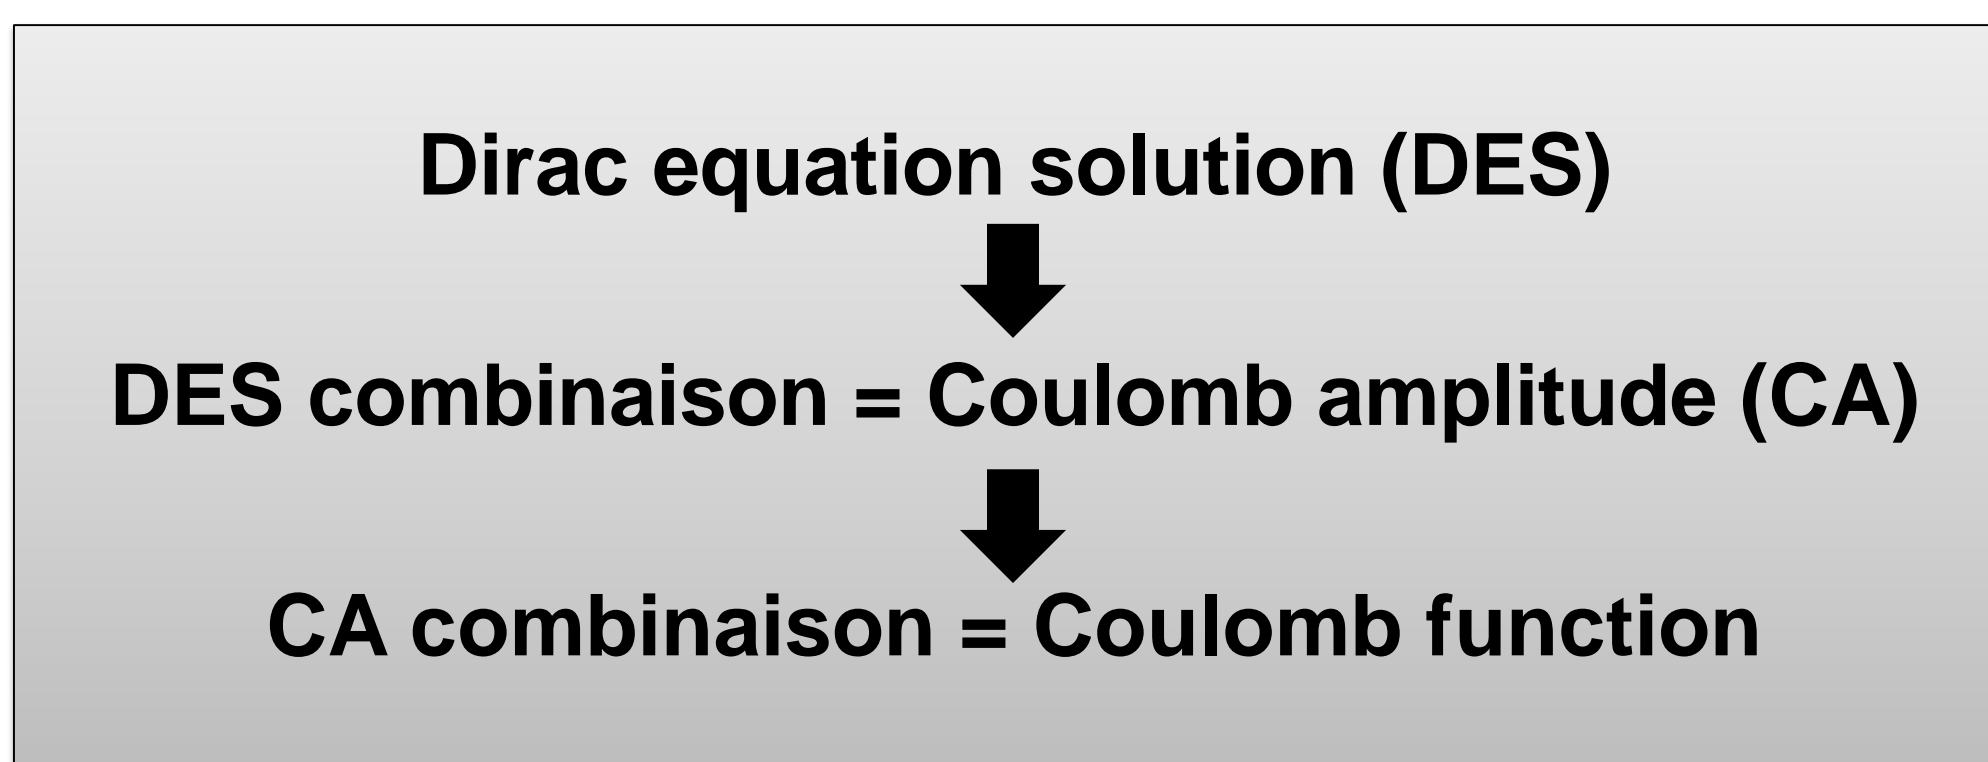 Dirac equation solution (DES)
DES combinaison = Coulomb amplitude (CA)
CA combinaison = Coulomb function